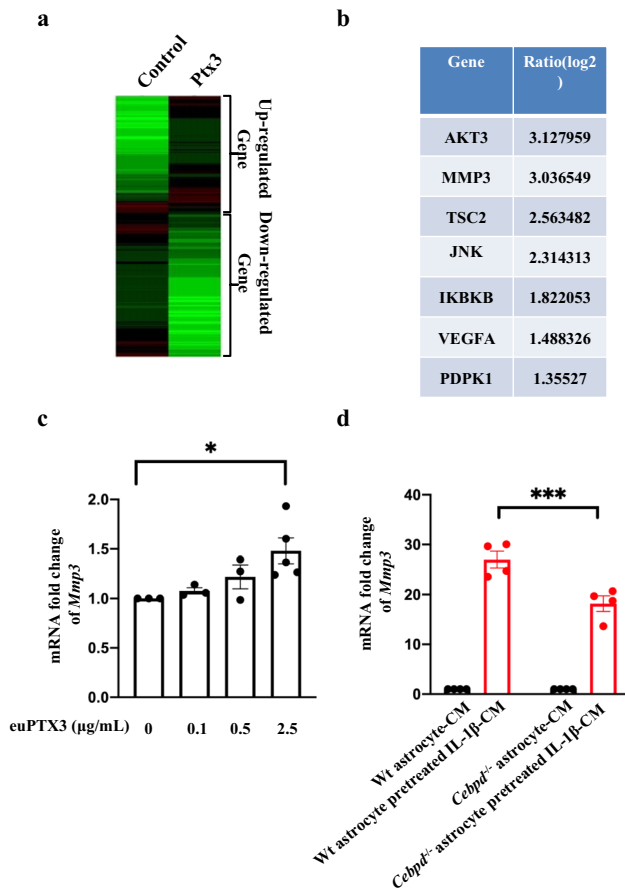 a
Control
Ptx3
Up-regulated
Gene
Down-regulated
Gene
b
Gene Ratio(log2
)
AKT3 3.127959
MMP3 3.036549
TSC2 2.563482
JNK 2.314313
IKBKB 1.822053
VEGFA 1.488326
PDPK1 1.35527
c
*
mRNA fold change
of Mmp3
2.0
1.5
1.0
0.5
0.0
euPTX3 (μg/mL) 0 0.1 0.5 2.5
d
***
mRNA fold change
of Mmp3
40
30
20
10
0
Wt astrocyte-CM
Wt astrocyte pretreated IL-1β-CM
Cebpd-/- astrocyte-CM
Cebpd-/- astrocyte pretreated IL-1β-CM